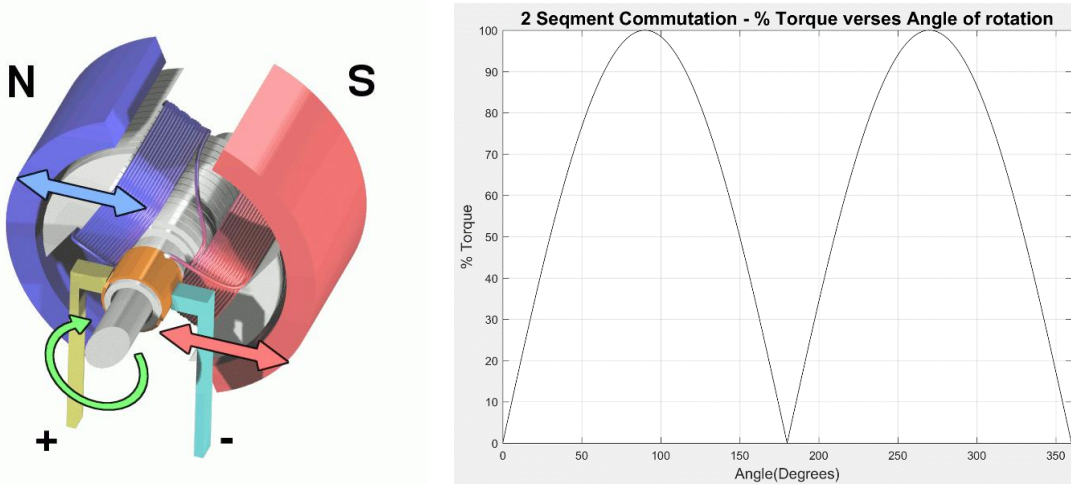 N
S
+
-
2 Seqment Commutation - % Torque verses Angle of rotation
% Torque
100
90
80
70
60
50
40
30
20
10
0
0 50 100 150 200 250 300 350
Angle(Degrees)